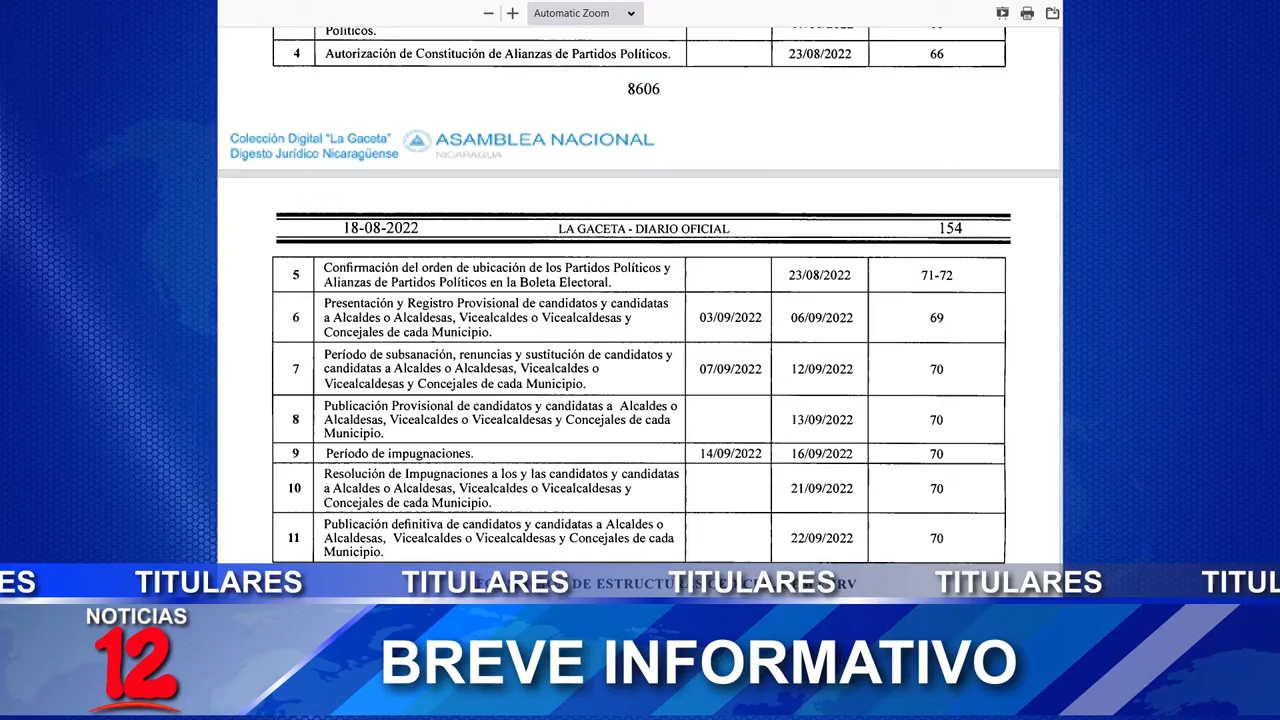 Automatic Zoom
Políticos.
4 Autorización de Constitución de Alianzas de Partidos Políticos. 23/08/2022 66
8606
Colección Digital "La Gaceta"
Digesto Jurídico Nicaragüense
ASAMBLEA NACIONAL
NICARAGUA
18-08-2022 LA GACETA - DIARIO OFICIAL 154
5 Confirmación del orden de ubicación de los Partidos Políticos y
Alianzas de Partidos Políticos en la Boleta Electoral. 23/08/2022 71-72
6 Presentación y Registro Provisional de candidatos y candidatas
a Alcaldes o Alcaldesas, Vicealcaldes o Vicealcaldesas y
Concejales de cada Municipio. 03/09/2022 06/09/2022 69
7 Período de subsanación, renuncias y sustitución de candidatos y
candidatas a Alcaldes o Alcaldesas, Vicealcaldes o
Vicealcaldesas y Concejales de cada Municipio. 07/09/2022 12/09/2022 70
8 Publicación Provisional de candidatos y candidatas a Alcaldes o
Alcaldesas, Vicealcaldes o Vicealcaldesas y Concejales de cada
Municipio. 13/09/2022 70
9 Período de impugnaciones. 14/09/2022 16/09/2022 70
10 Resolución de Impugnaciones a los y las candidatos y candidatas
a Alcaldes o Alcaldesas, Vicealcaldes o Vicealcaldesas y
Concejales de cada Municipio. 21/09/2022 70
11 Publicación definitiva de candidatos y candidatas a Alcaldes o
Alcaldesas, Vicealcaldes o Vicealcaldesas y Concejales de cada
Municipio. 22/09/2022 70
ES TITULARES TITULARES TITULARES TITULARES TITUL
NOTICIAS
12
BREVE INFORMATIVO